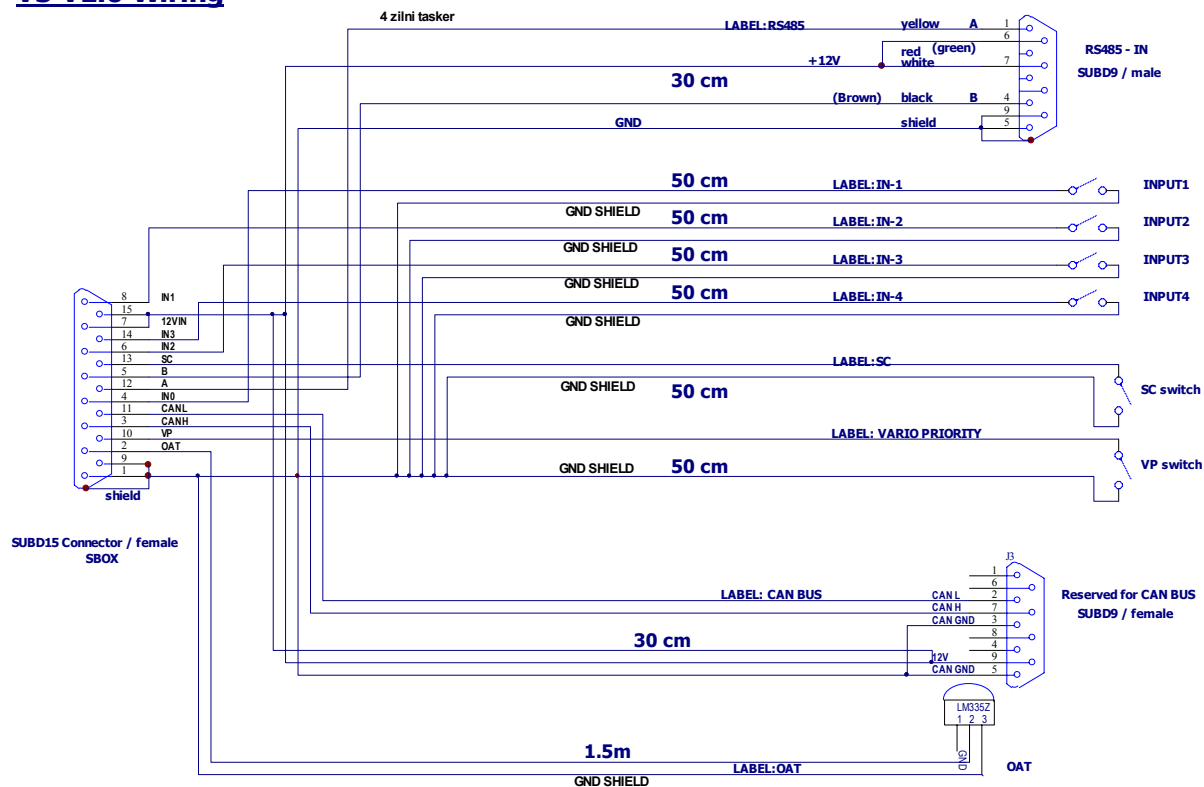 4 zilni tasker
LABEL:RS485
yellow A 1
6
RS485 - IN
SUBD9 / male
+12V
red (green)
white 7
30 cm
(Brown) black B 4
9
GND
shield 5
50 cm
LABEL:IN-1
INPUT1
GND SHIELD
50 cm
LABEL:IN-2
INPUT2
GND SHIELD
50 cm
LABEL:IN-3
INPUT3
GND SHIELD
50 cm
LABEL:IN-4
INPUT4
GND SHIELD
8 IN1
15
7 12VIN
14 IN3
6 IN2
13 SC
5 B
12 A
4 IN0
11 CANL
3 CANH
10 VP
2 OAT
9
1
shield
SUBD15 Connector / female
SBOX
LABEL:SC
GND SHIELD
50 cm
SC switch
LABEL: VARIO PRIORITY
GND SHIELD
50 cm
VP switch
J3
1
6
LABEL: CAN BUS
CAN L 2
CAN H 7
CAN GND 3
8
4
12V 9
CAN GND 5
Reserved for CAN BUS
SUBD9 / female
30 cm
LM335Z
1 2 3
GND
OAT
1.5m
LABEL:OAT
GND SHIELD